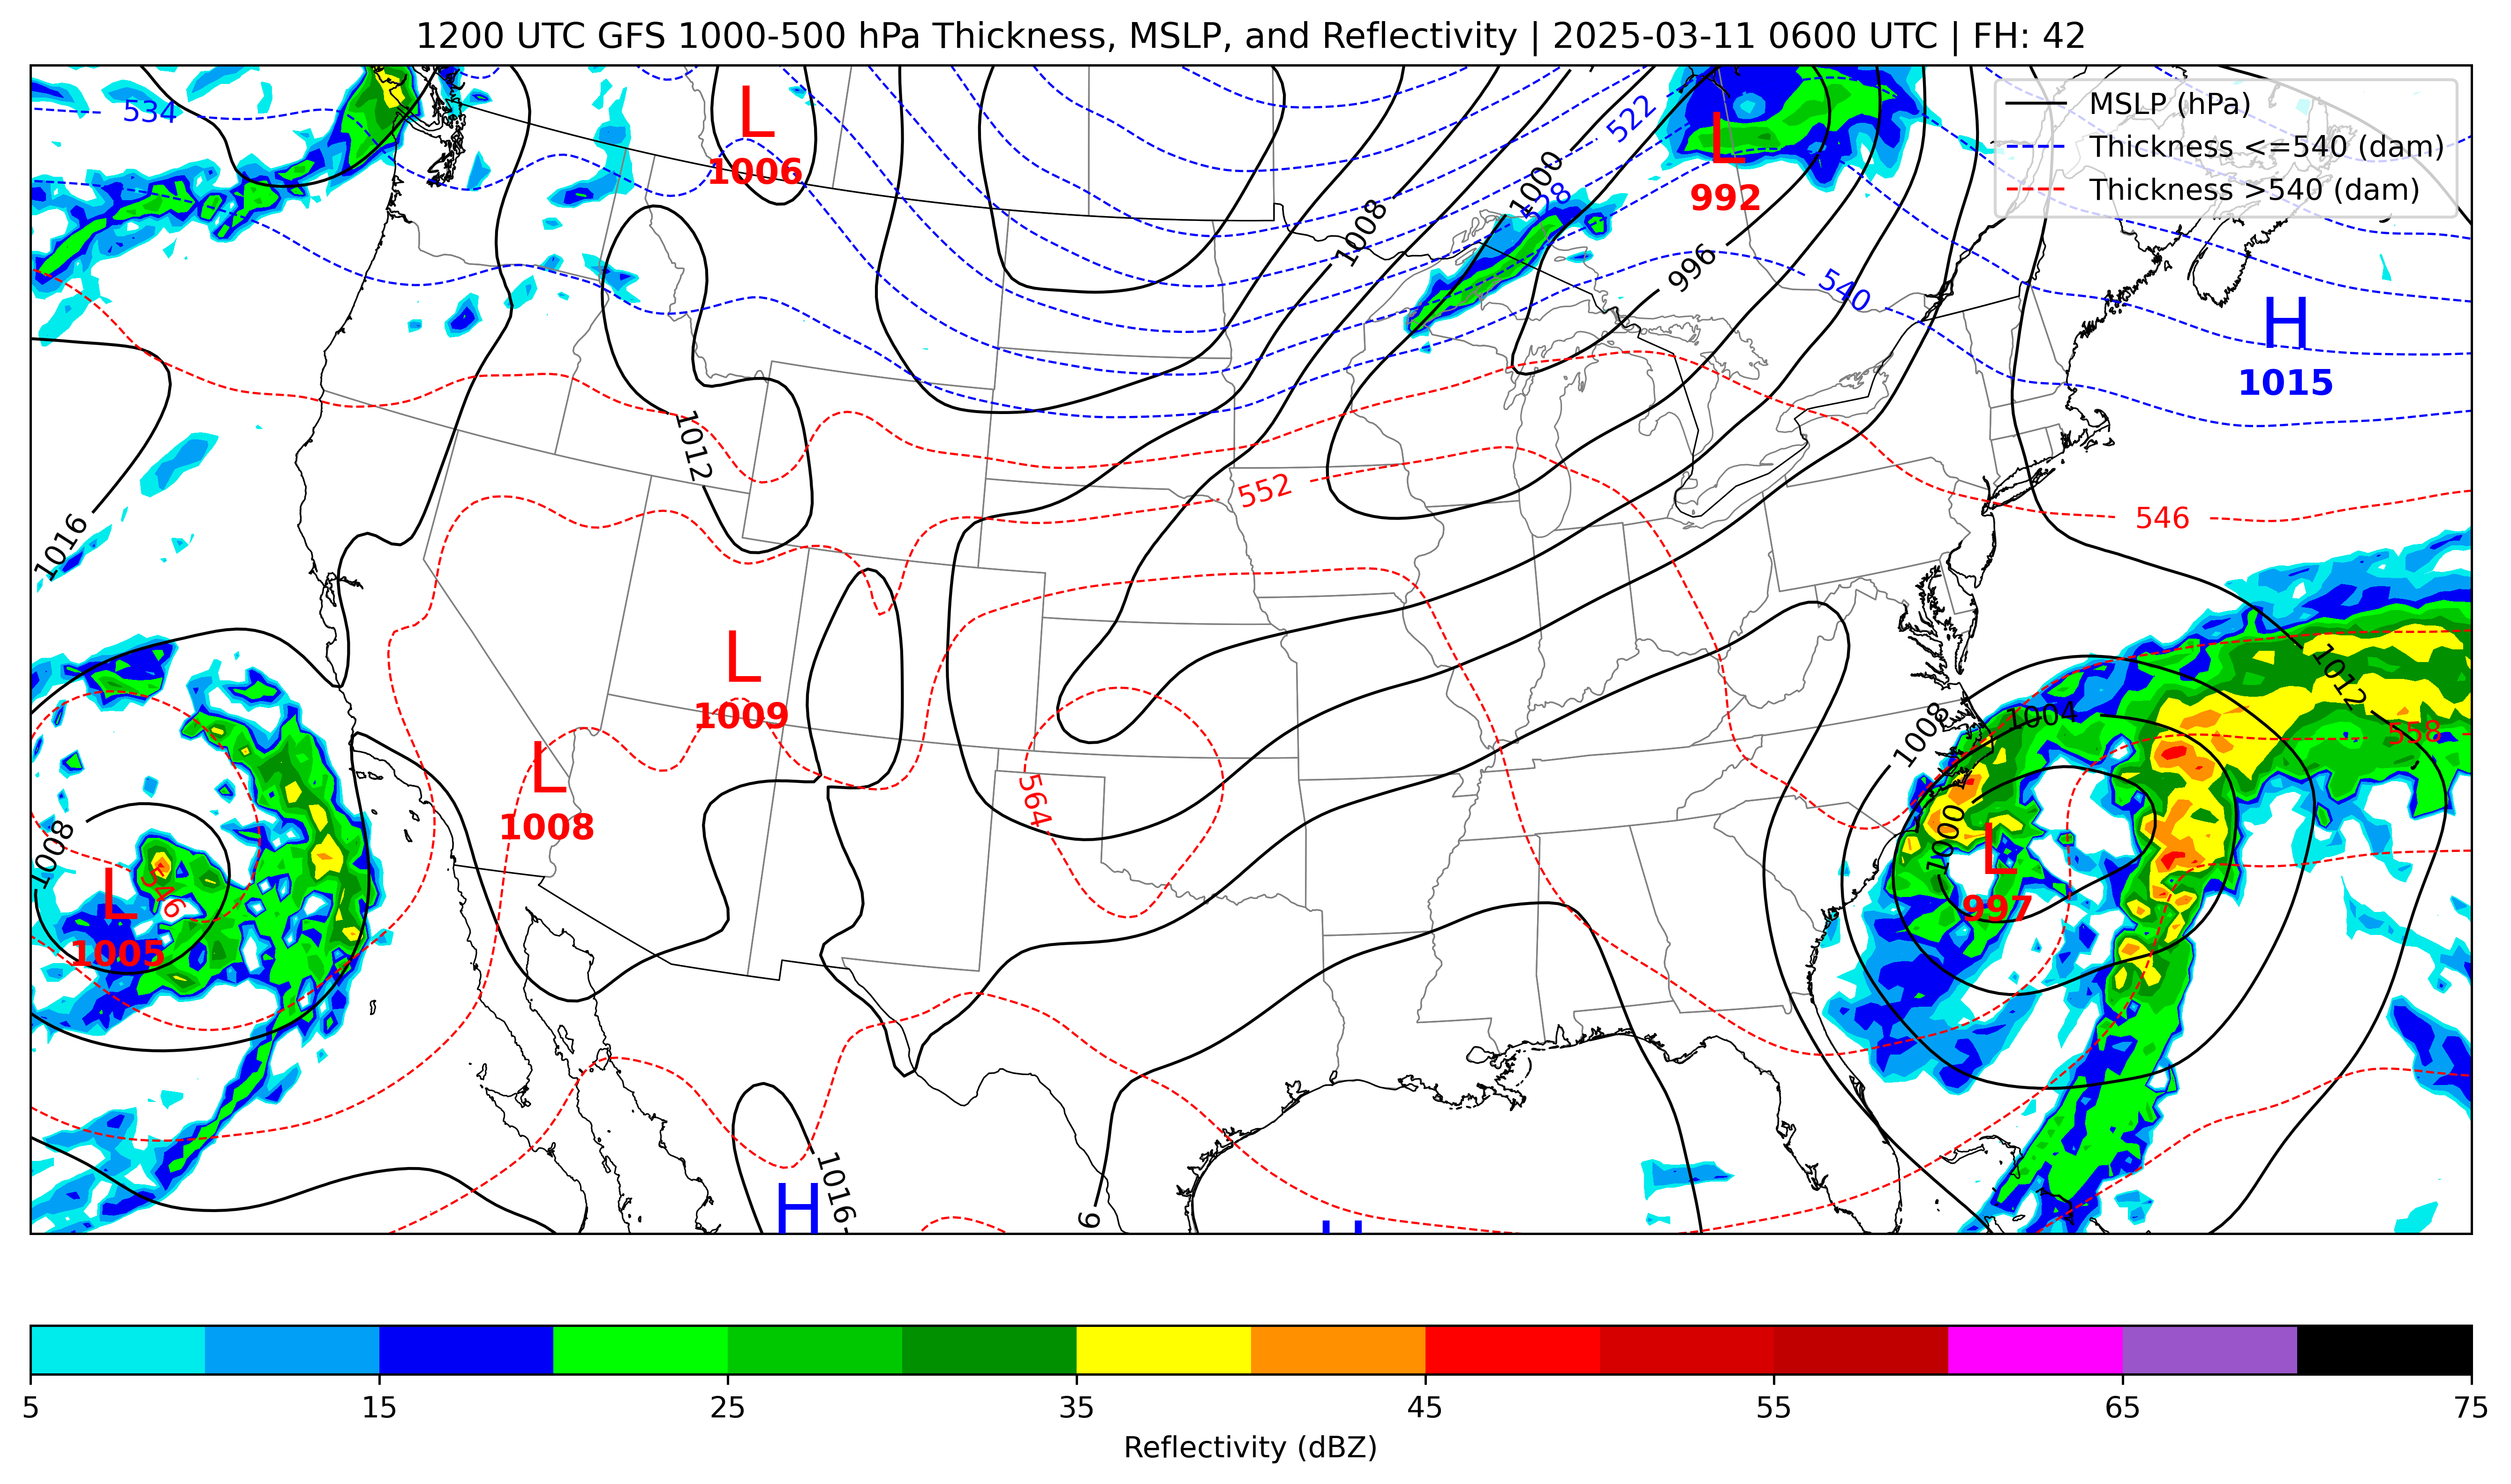 1200 UTC GFS 1000-500 hPa Thickness, MSLP, and Reflectivity | 2025-03-11 0600 UTC | FH: 42
MSLP (hPa)
Thickness <=540 (dam)
Thickness >540 (dam)
534
L
1006
522
1000
528
L
992
1008
996
540
H
1015
1012
552
546
1016
L
1009
1012
1008
1004
558
L
1008
564
1008
1000
L
997
546
L
1005
1016
H
6
5
15
25
35
45
55
65
75
Reflectivity (dBZ)